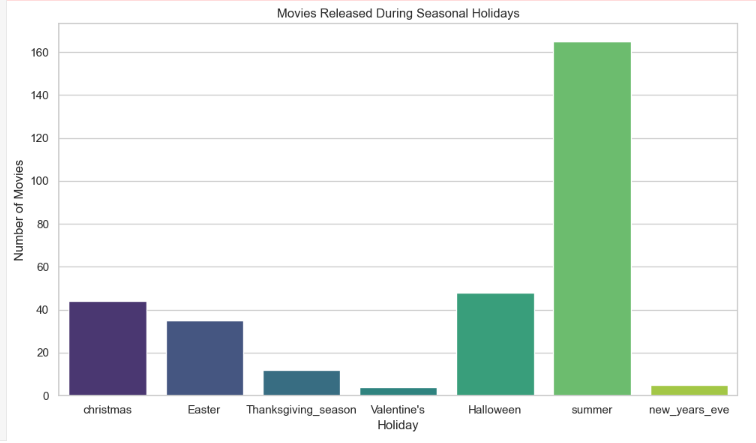 Movies Released During Seasonal Holidays
Number of Movies
160
140
120
100
80
60
40
20
0
christmas Easter Thanksgiving_season Valentine's Halloween summer new_years_eve
Holiday